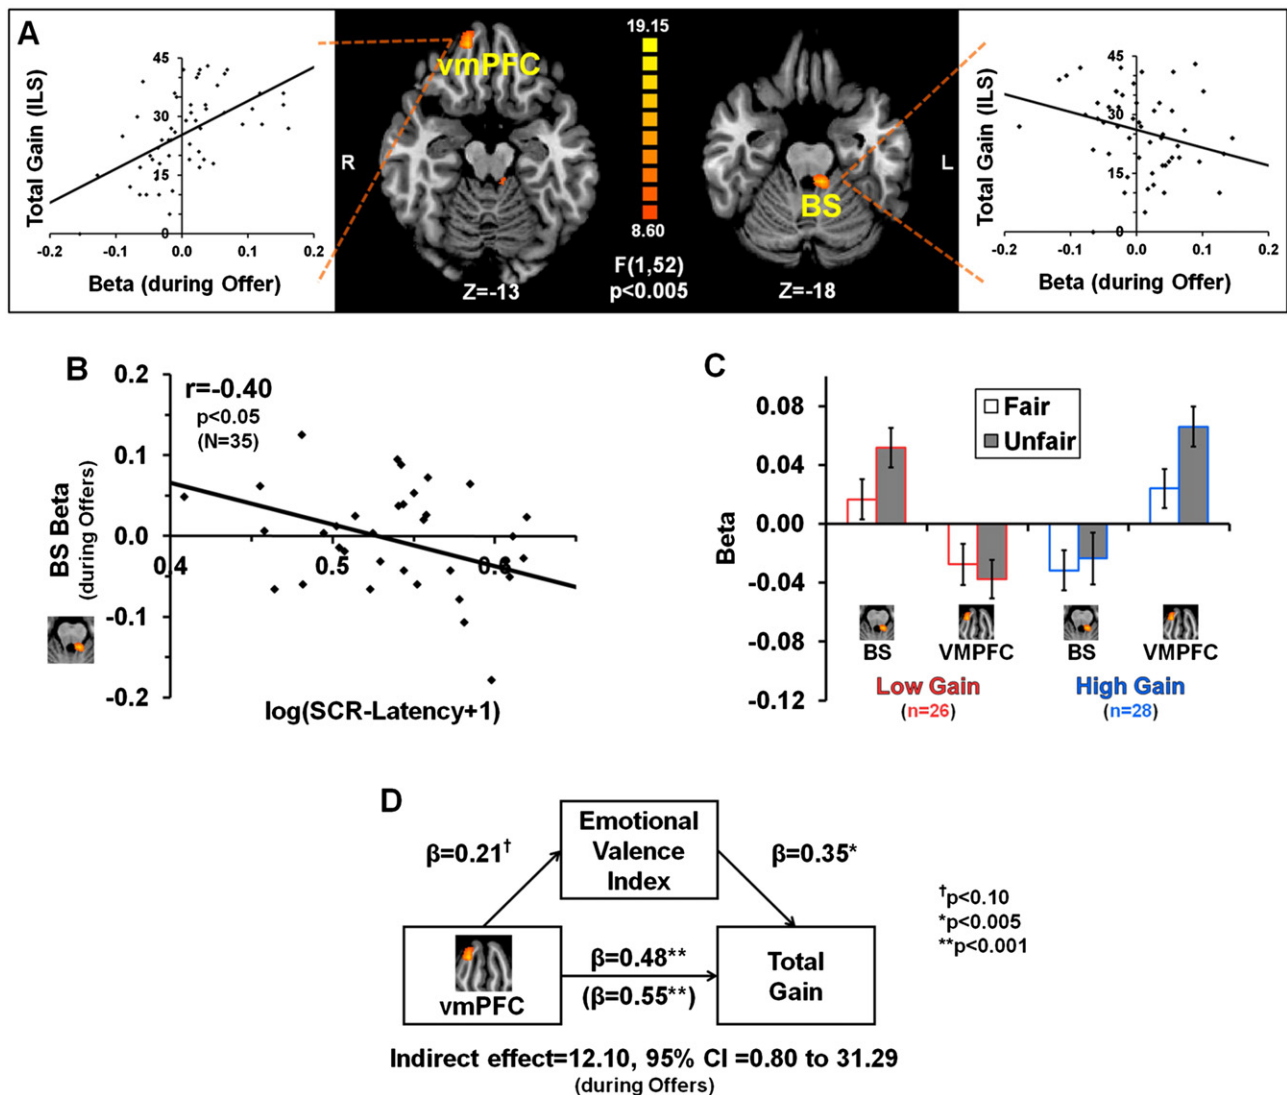 A
Total Gain (ILS)
45
30
15
0
-0.2
-0.1
0.0
0.1
0.2
Beta (during Offer)
vmPFC
R
Z=-13
19.15
8.60
F(1,52)
p<0.005
BS
L
Z=-18
Total Gain (ILS)
45
30
15
0
-0.2
-0.1
0.0
0.1
0.2
Beta (during Offer)
B
r=-0.40
p<0.05
(N=35)
BS Beta
(during Offers)
0.2
0.1
0.0
-0.1
-0.2
0.4
0.5
0.6
log(SCR-Latency+1)
C
Fair
Unfair
Beta
0.08
0.04
0.00
-0.04
-0.08
-0.12
BS
VMPFC
BS
VMPFC
Low Gain
(n=26)
High Gain
(n=28)
D
Emotional
Valence
Index
β=0.21†
β=0.35*
vmPFC
β=0.48**
(β=0.55**)
Total
Gain
†p<0.10
*p<0.005
**p<0.001
Indirect effect=12.10, 95% CI =0.80 to 31.29
(during Offers)